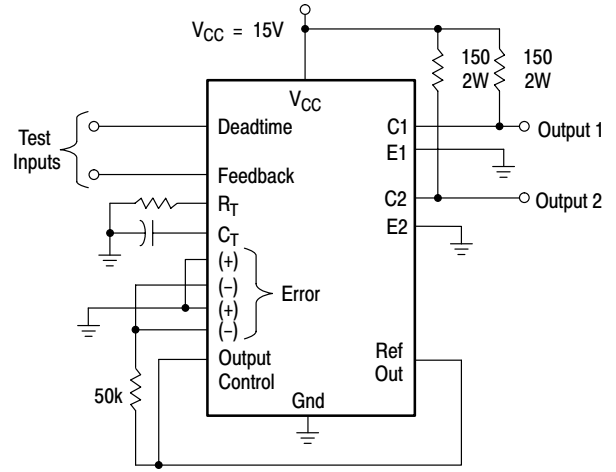 V_CC = 15V
150
2W
150
2W
V_CC
Test
Inputs
Deadtime
Feedback
R_T
C_T
(+)
(−)
(+)
(−)
Error
Output
Control
50k
Gnd
C1
E1
C2
E2
Ref
Out
Output 1
Output 2